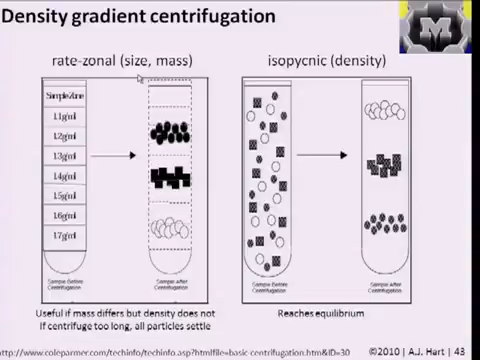 Density gradient centrifugation
M
rate-zonal (size, mass)
isopycnic (density)
Sample Zone
1.1g/ml
1.2g/ml
1.3g/ml
1.4g/ml
1.5g/ml
1.6g/ml
1.7g/ml
Sample Before
Centrifugation
Sample After
Centrifugation
Sample Before
Centrifugation
Sample After
Centrifugation
Useful if mass differs but density does not
If centrifuge too long, all particles settle
Reaches equilibrium
http://www.coleparmer.com/techinfo/techinfo.asp?htmlfile=basic-centrifugation.htm&ID=30
©2010 | A.J. Hart | 43